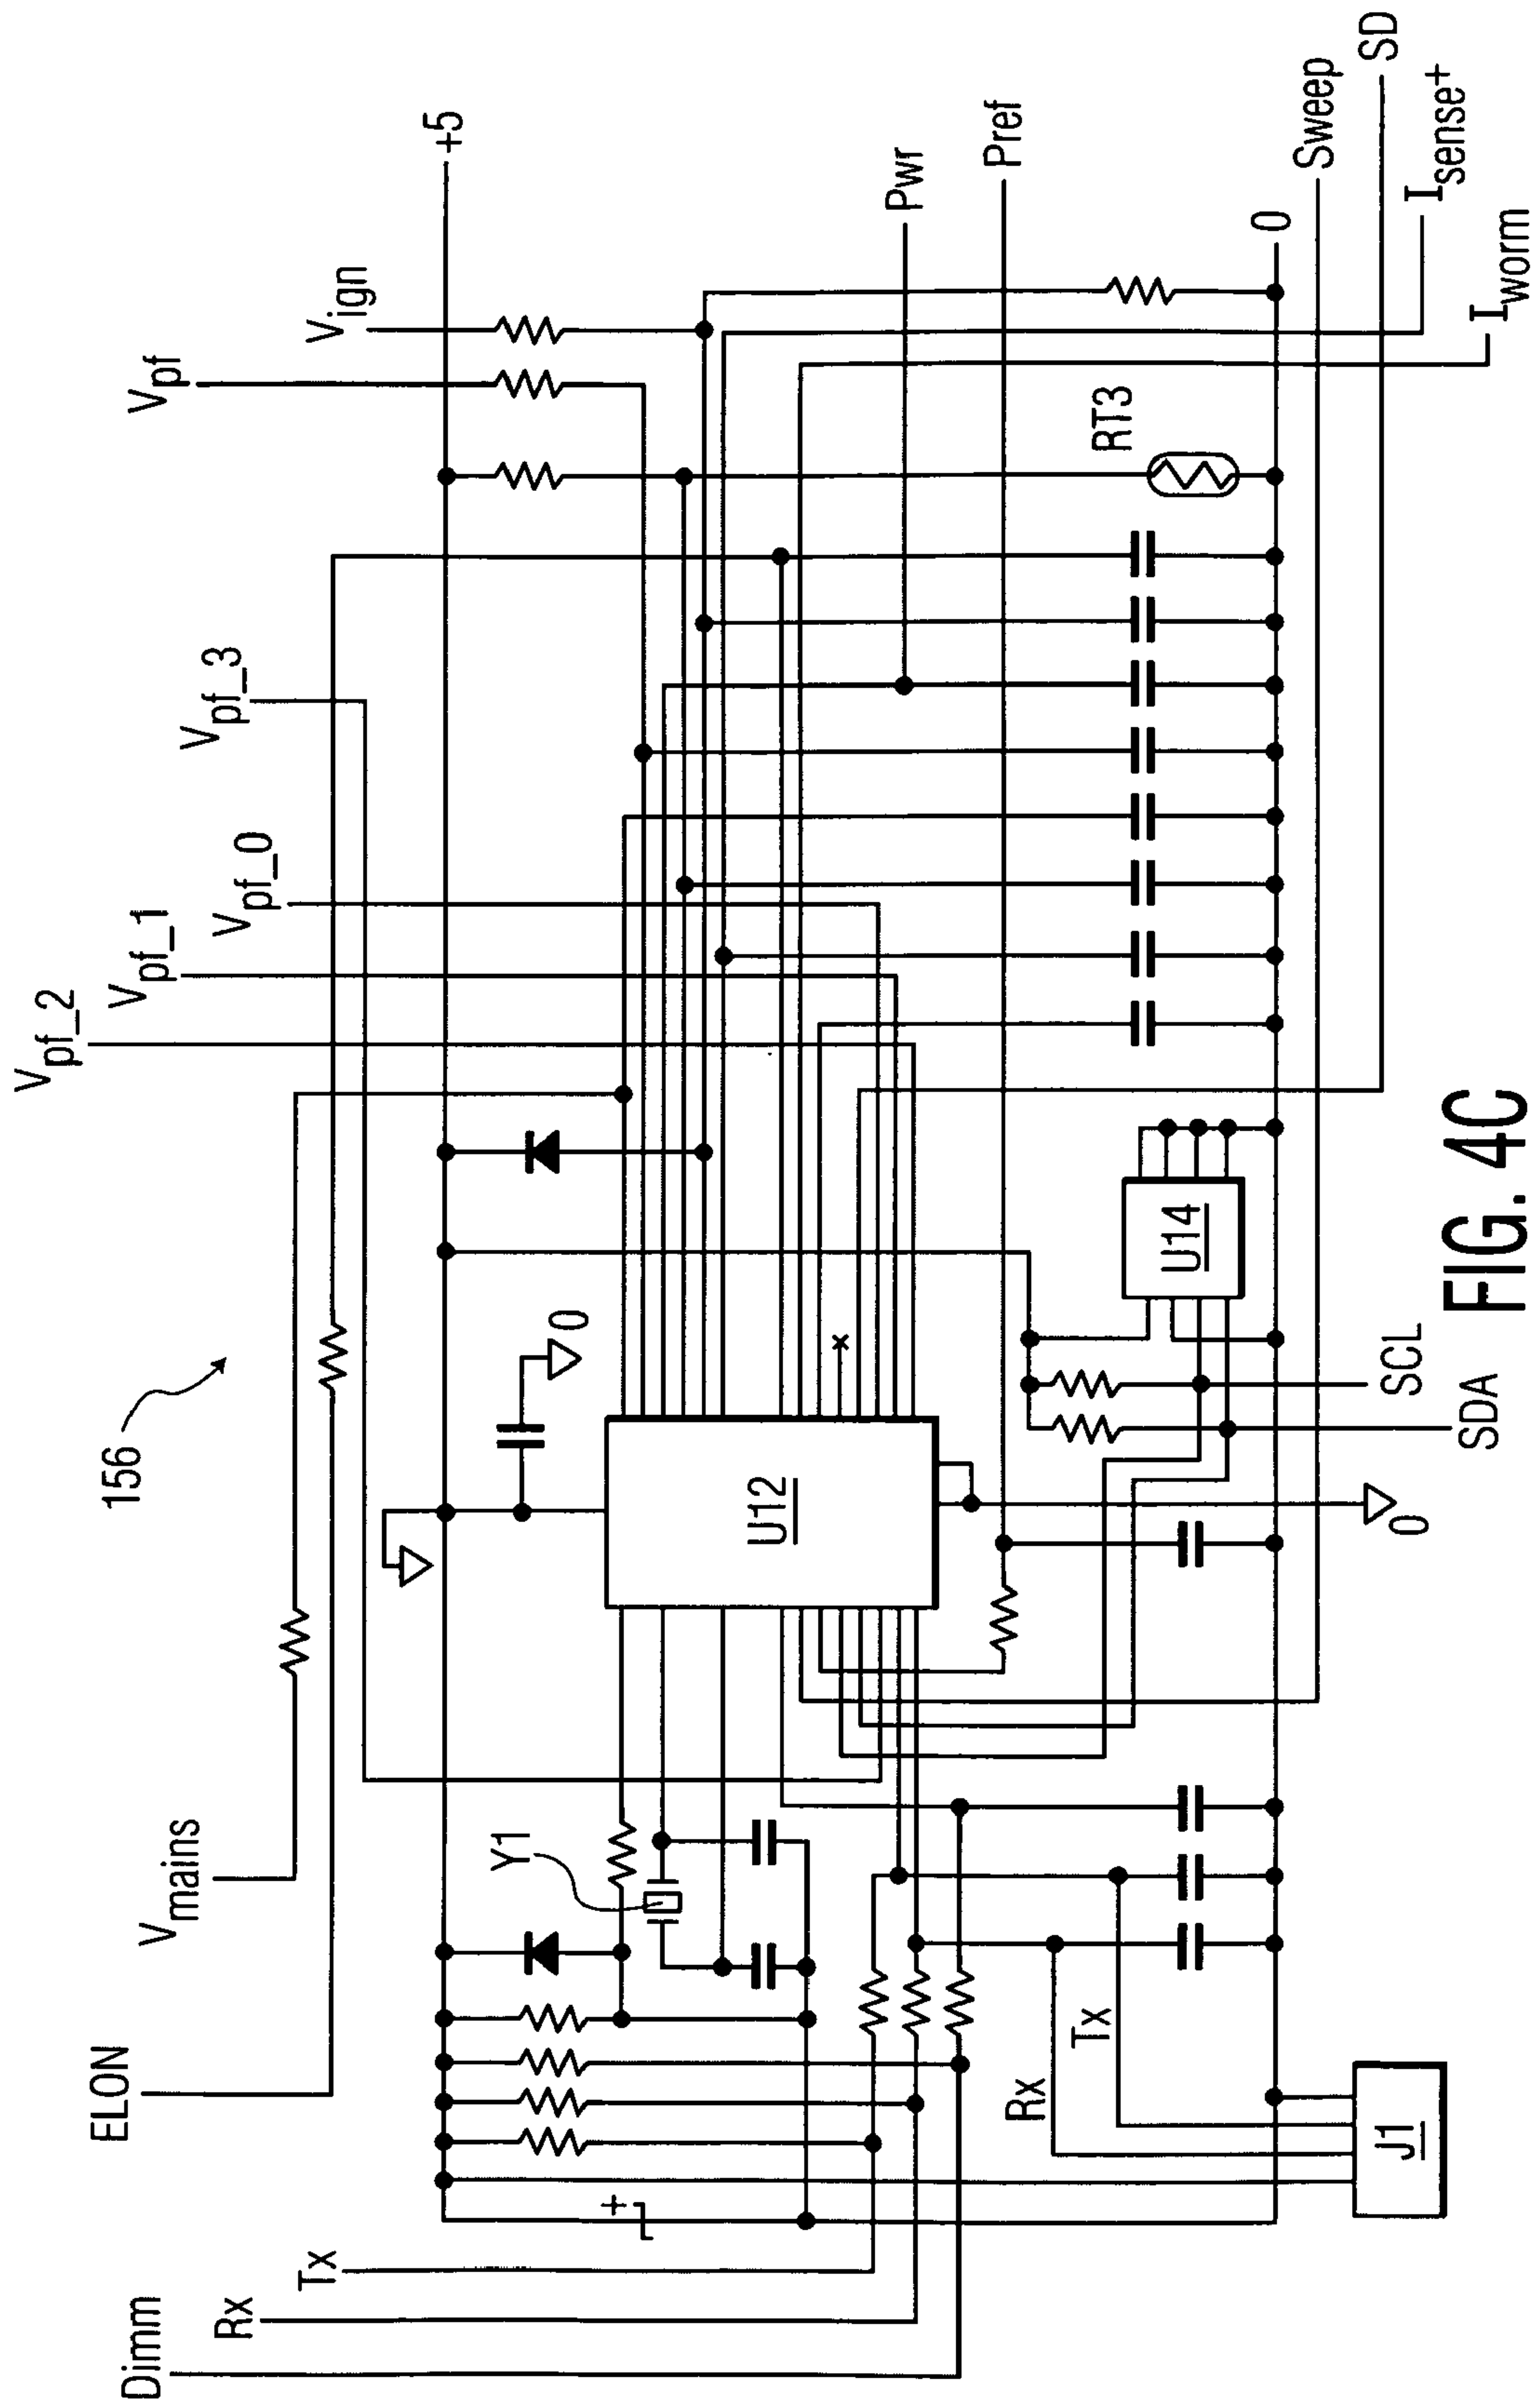 156
Dimm
Rx
Tx
ELON
Vmains
Vpf_2
Vpf_1
Vpf_0
Vpf_3
Vpf
Vign
+5
0
+
Y1
U12
Pwr
Pref
RT3
0
Sweep
SD
Isense+
Iworm
Rx
Tx
J1
U14
SCL
SDA
0
FIG. 4C